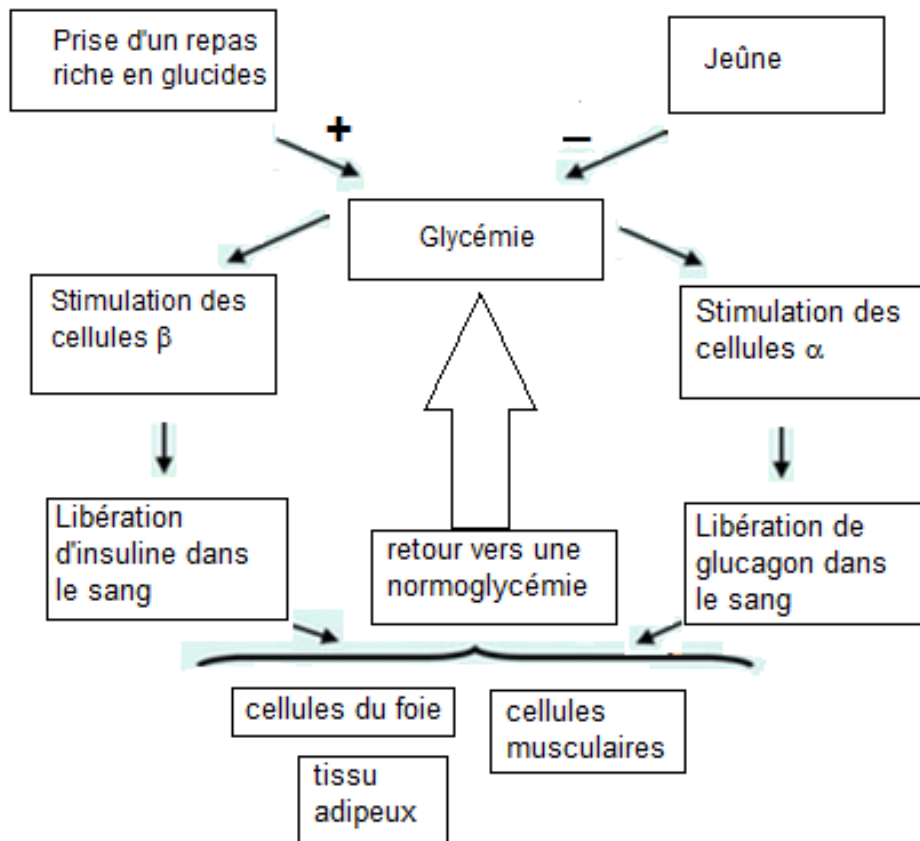 Prise d'un repas
riche en glucides
Jeûne
+
–
Glycémie
Stimulation des
cellules β
Stimulation des
cellules α
Libération
d'insuline dans
le sang
retour vers une
normoglycémie
Libération de
glucagon dans
le sang
cellules du foie
cellules
musculaires
tissu
adipeux